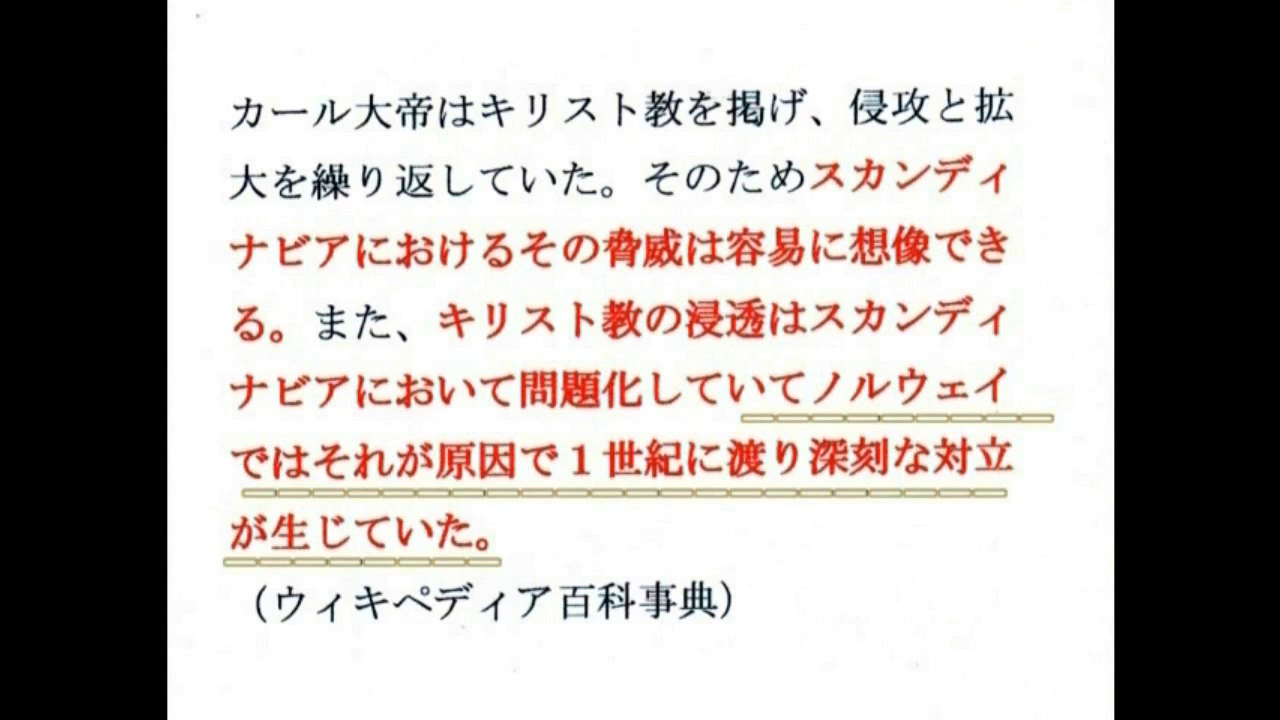 カール大帝はキリスト教を掲げ、侵攻と拡
大を繰り返していた。そのためスカンディ
ナビアにおけるその脅威は容易に想像でき
る。また、キリスト教の浸透はスカンディ
ナビアにおいて問題化していてノルウェイ
ではそれが原因で１世紀に渡り深刻な対立
が生じていた。
（ウィキペディア百科事典）